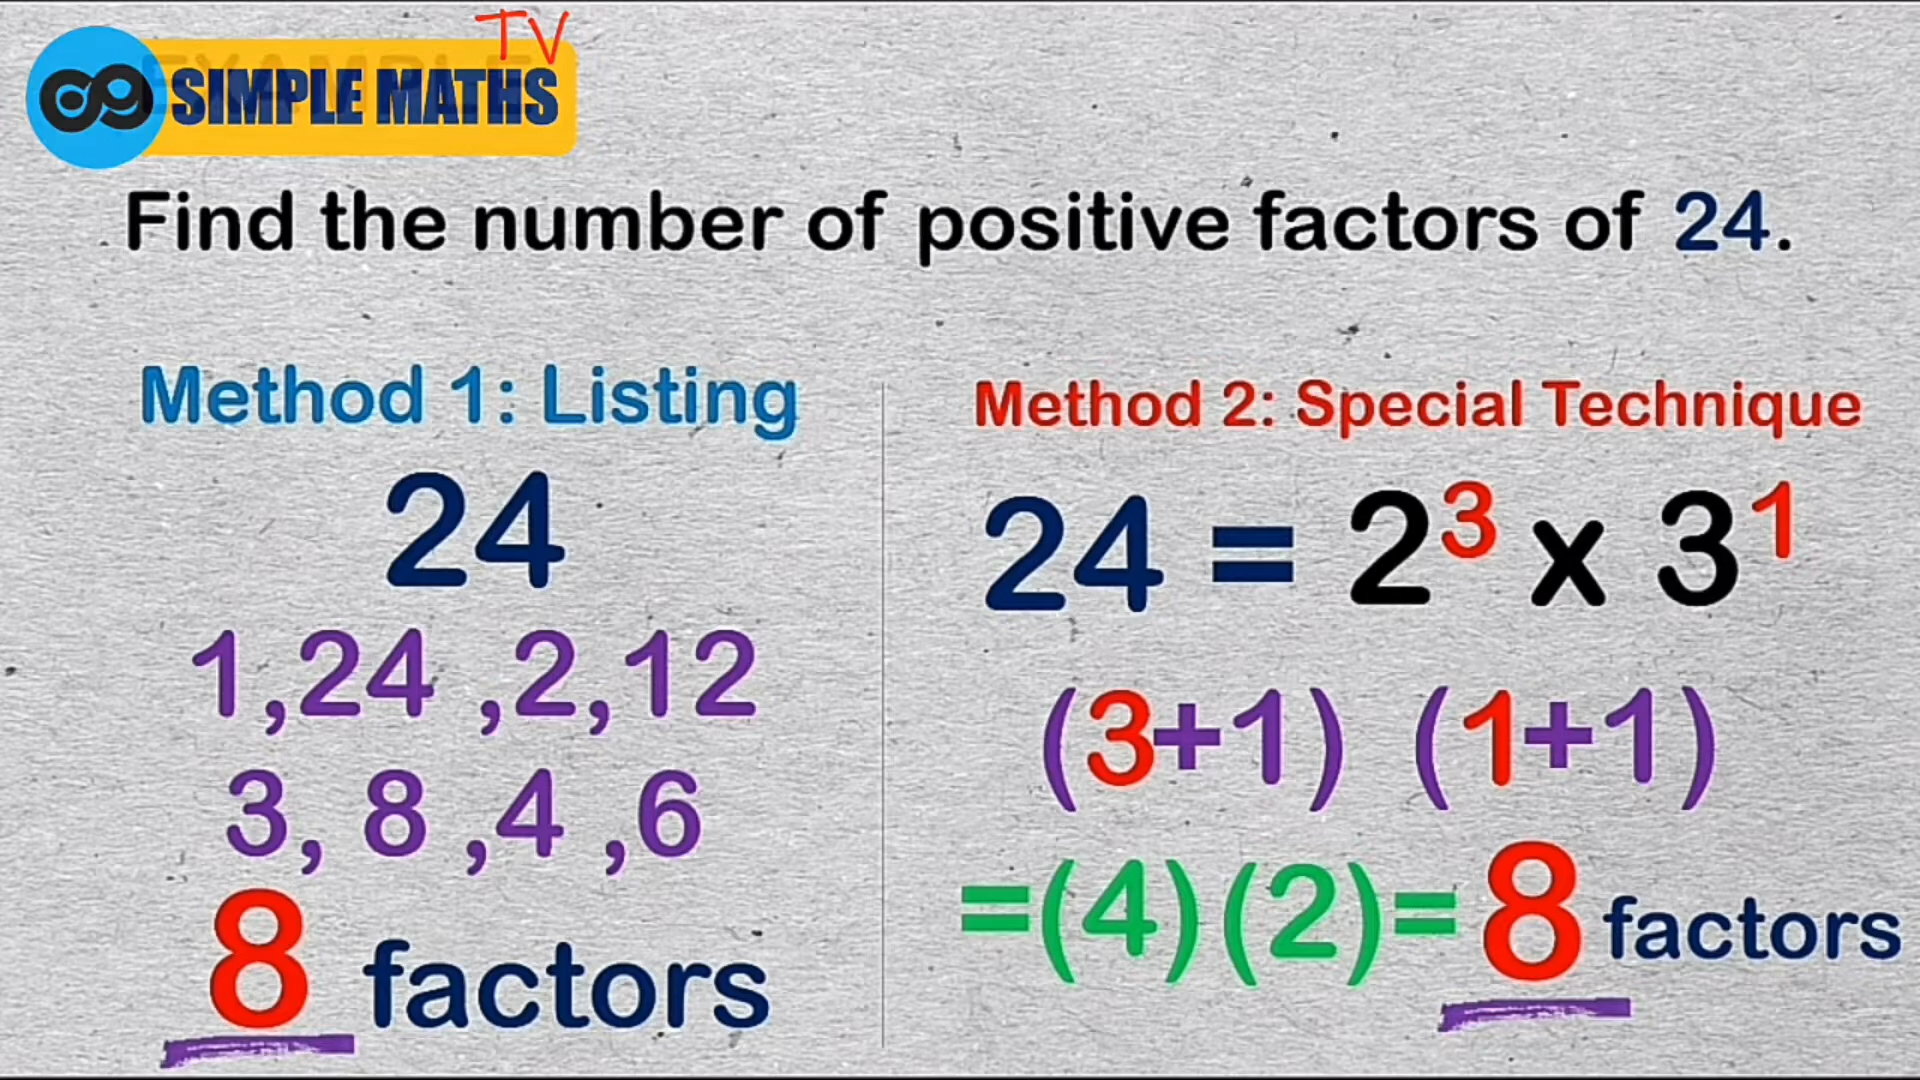 TV
SIMPLE MATHS
Find the number of positive factors of 24.
Method 1: Listing
24
1,24 ,2,12
3, 8 ,4 ,6
8 factors
Method 2: Special Technique
24 = 2³ x 3¹
(3+1) (1+1)
=(4)(2)= 8 factors